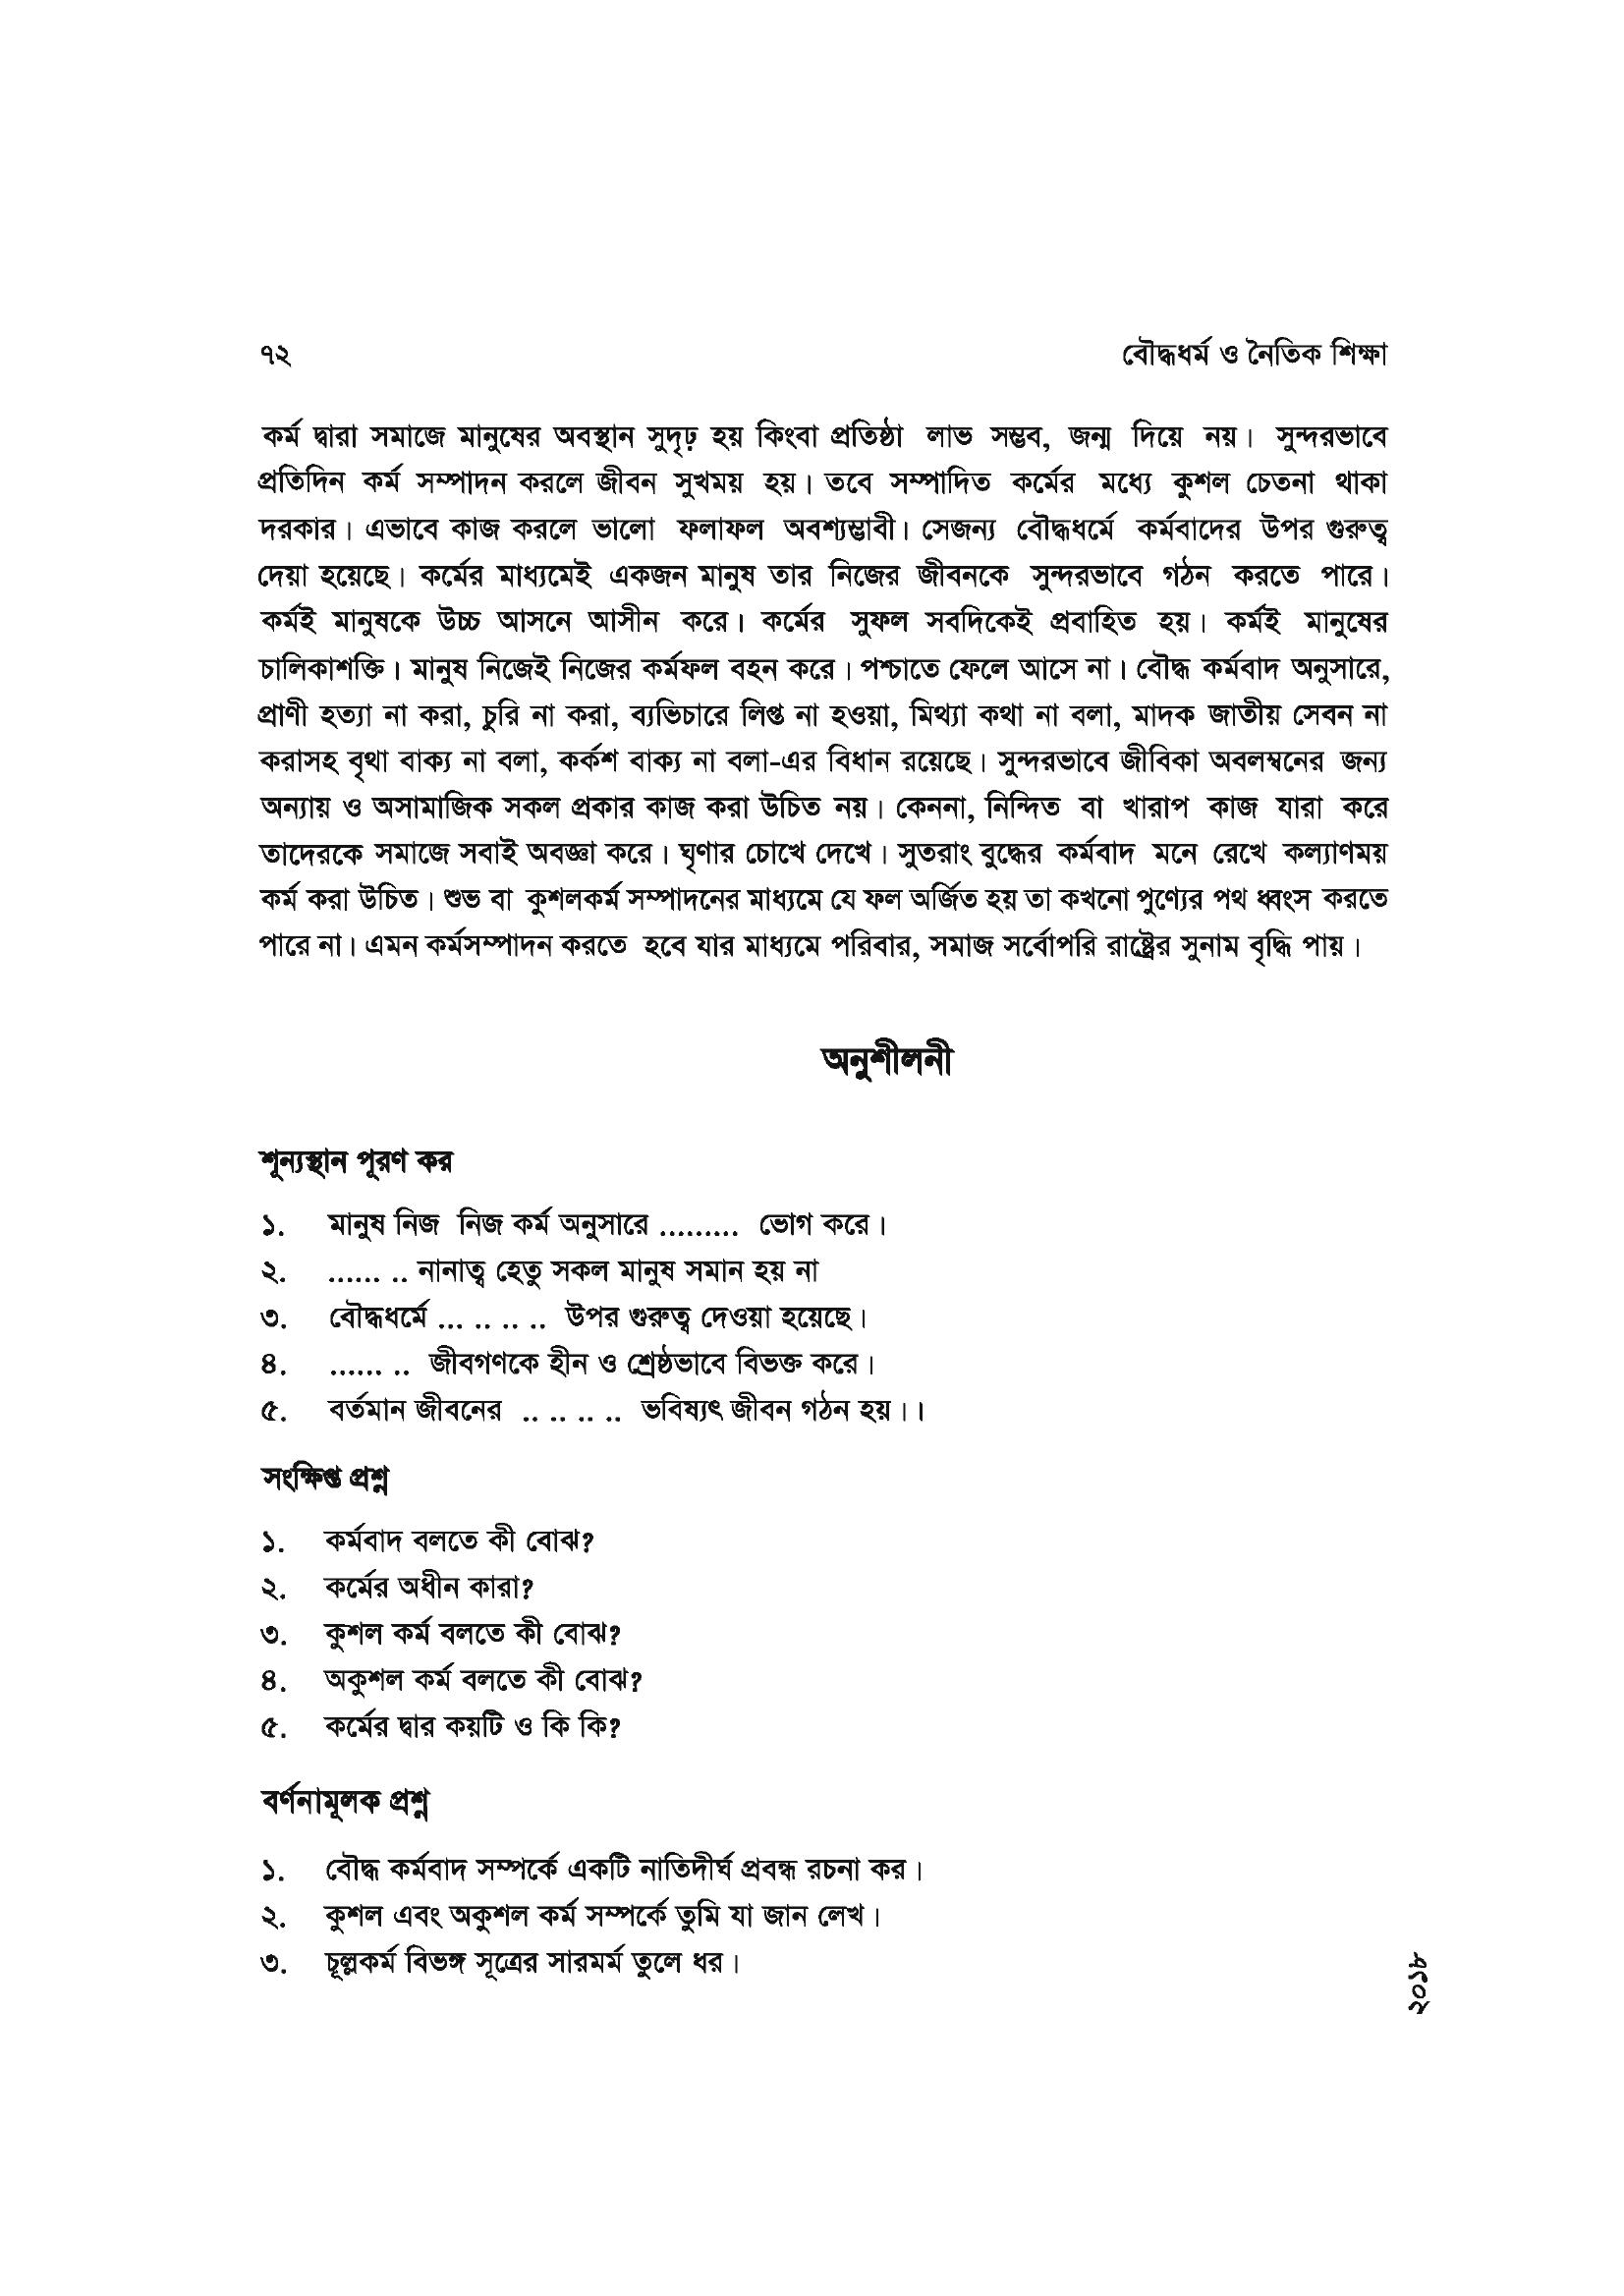 ৭২ বৌদ্ধধর্ম ও নৈতিক শিক্ষা
কর্ম দ্বারা সমাজে মানুষের অবস্থান সুদৃঢ় হয় কিংবা প্রতিষ্ঠা লাভ সম্ভব, জন্ম দিয়ে নয়। সুন্দরভাবে
প্রতিদিন কর্ম সম্পাদন করলে জীবন সুখময় হয়। তবে সম্পাদিত কর্মের মধ্যে কুশল চেতনা থাকা
দরকার। এভাবে কাজ করলে ভালো ফলাফল অবশ্যম্ভাবী। সেজন্য বৌদ্ধধর্মে কর্মবাদের উপর গুরুত্ব
দেয়া হয়েছে। কর্মের মাধ্যমেই একজন মানুষ তার নিজের জীবনকে সুন্দরভাবে গঠন করতে পারে।
কর্মই মানুষকে উচ্চ আসনে আসীন করে। কর্মের সুফল সবদিকেই প্রবাহিত হয়। কর্মই মানুষের
চালিকাশক্তি। মানুষ নিজেই নিজের কর্মফল বহন করে। পশ্চাতে ফেলে আসে না। বৌদ্ধ কর্মবাদ অনুসারে,
প্রাণী হত্যা না করা, চুরি না করা, ব্যভিচারে লিপ্ত না হওয়া, মিথ্যা কথা না বলা, মাদক জাতীয় সেবন না
করাসহ বৃথা বাক্য না বলা, কর্কশ বাক্য না বলা-এর বিধান রয়েছে। সুন্দরভাবে জীবিকা অবলম্বনের জন্য
অন্যায় ও অসামাজিক সকল প্রকার কাজ করা উচিত নয়। কেননা, নিন্দিত বা খারাপ কাজ যারা করে
তাদেরকে সমাজে সবাই অবজ্ঞা করে। ঘৃণার চোখে দেখে। সুতরাং বুদ্ধের কর্মবাদ মনে রেখে কল্যাণময়
কর্ম করা উচিত। শুভ বা কুশলকর্ম সম্পাদনের মাধ্যমে যে ফল অর্জিত হয় তা কখনো পুণ্যের পথ ধ্বংস করতে
পারে না। এমন কর্মসম্পাদন করতে হবে যার মাধ্যমে পরিবার, সমাজ সর্বোপরি রাষ্ট্রের সুনাম বৃদ্ধি পায়।
অনুশীলনী
শূন্যস্থান পূরণ কর
১. মানুষ নিজ নিজ কর্ম অনুসারে ......... ভোগ করে।
২. ...... .. নানাত্ব হেতু সকল মানুষ সমান হয় না
৩. বৌদ্ধধর্মে ... .. .. .. উপর গুরুত্ব দেওয়া হয়েছে।
৪. ...... .. জীবগণকে হীন ও শ্রেষ্ঠভাবে বিভক্ত করে।
৫. বর্তমান জীবনের .. .. .. .. ভবিষ্যৎ জীবন গঠন হয়।।
সংক্ষিপ্ত প্রশ্ন
১. কর্মবাদ বলতে কী বোঝ?
২. কর্মের অধীন কারা?
৩. কুশল কর্ম বলতে কী বোঝ?
৪. অকুশল কর্ম বলতে কী বোঝ?
৫. কর্মের দ্বার কয়টি ও কি কি?
বর্ণনামূলক প্রশ্ন
১. বৌদ্ধ কর্মবাদ সম্পর্কে একটি নাতিদীর্ঘ প্রবন্ধ রচনা কর।
২. কুশল এবং অকুশল কর্ম সম্পর্কে তুমি যা জান লেখ।
৩. চূল্লকর্ম বিভঙ্গ সূত্রের সারমর্ম তুলে ধর।
২০১৮